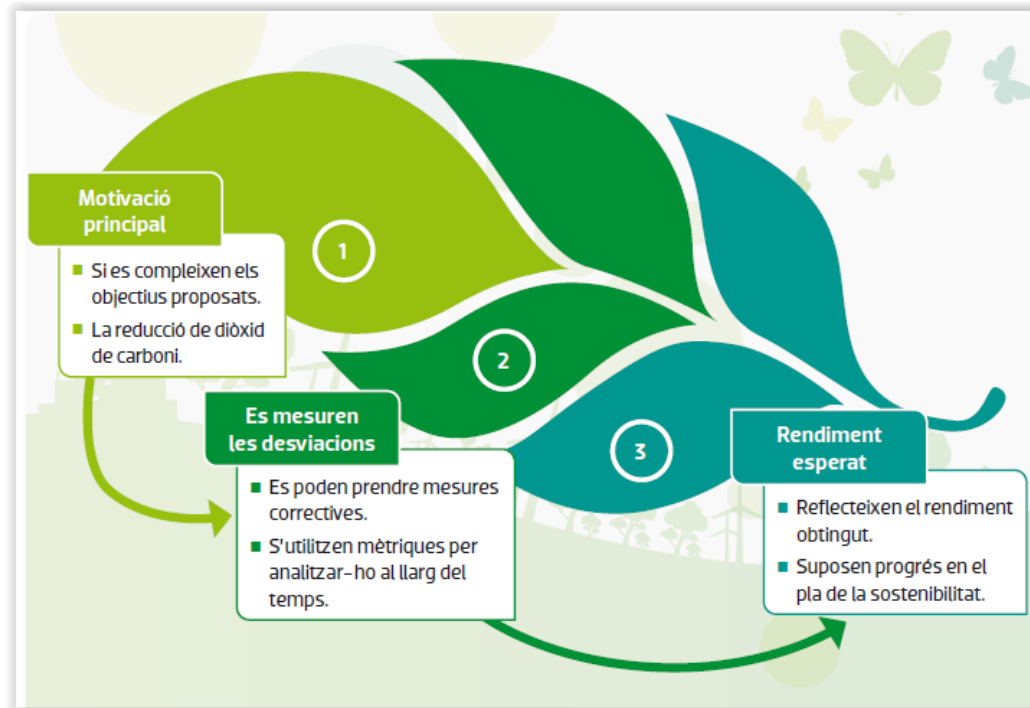 Motivació
principal
1
■ Si es compleixen els
objectius proposats.
■ La reducció de diòxid
de carboni.
2
Es mesuren
les desviacions
■ Es poden prendre mesures
correctives.
■ S'utilitzen mètriques per
analitzar-ho al llarg del
temps.
3
Rendiment
esperat
■ Reflecteixen el rendiment
obtingut.
■ Suposen progrés en el
pla de la sostenibilitat.